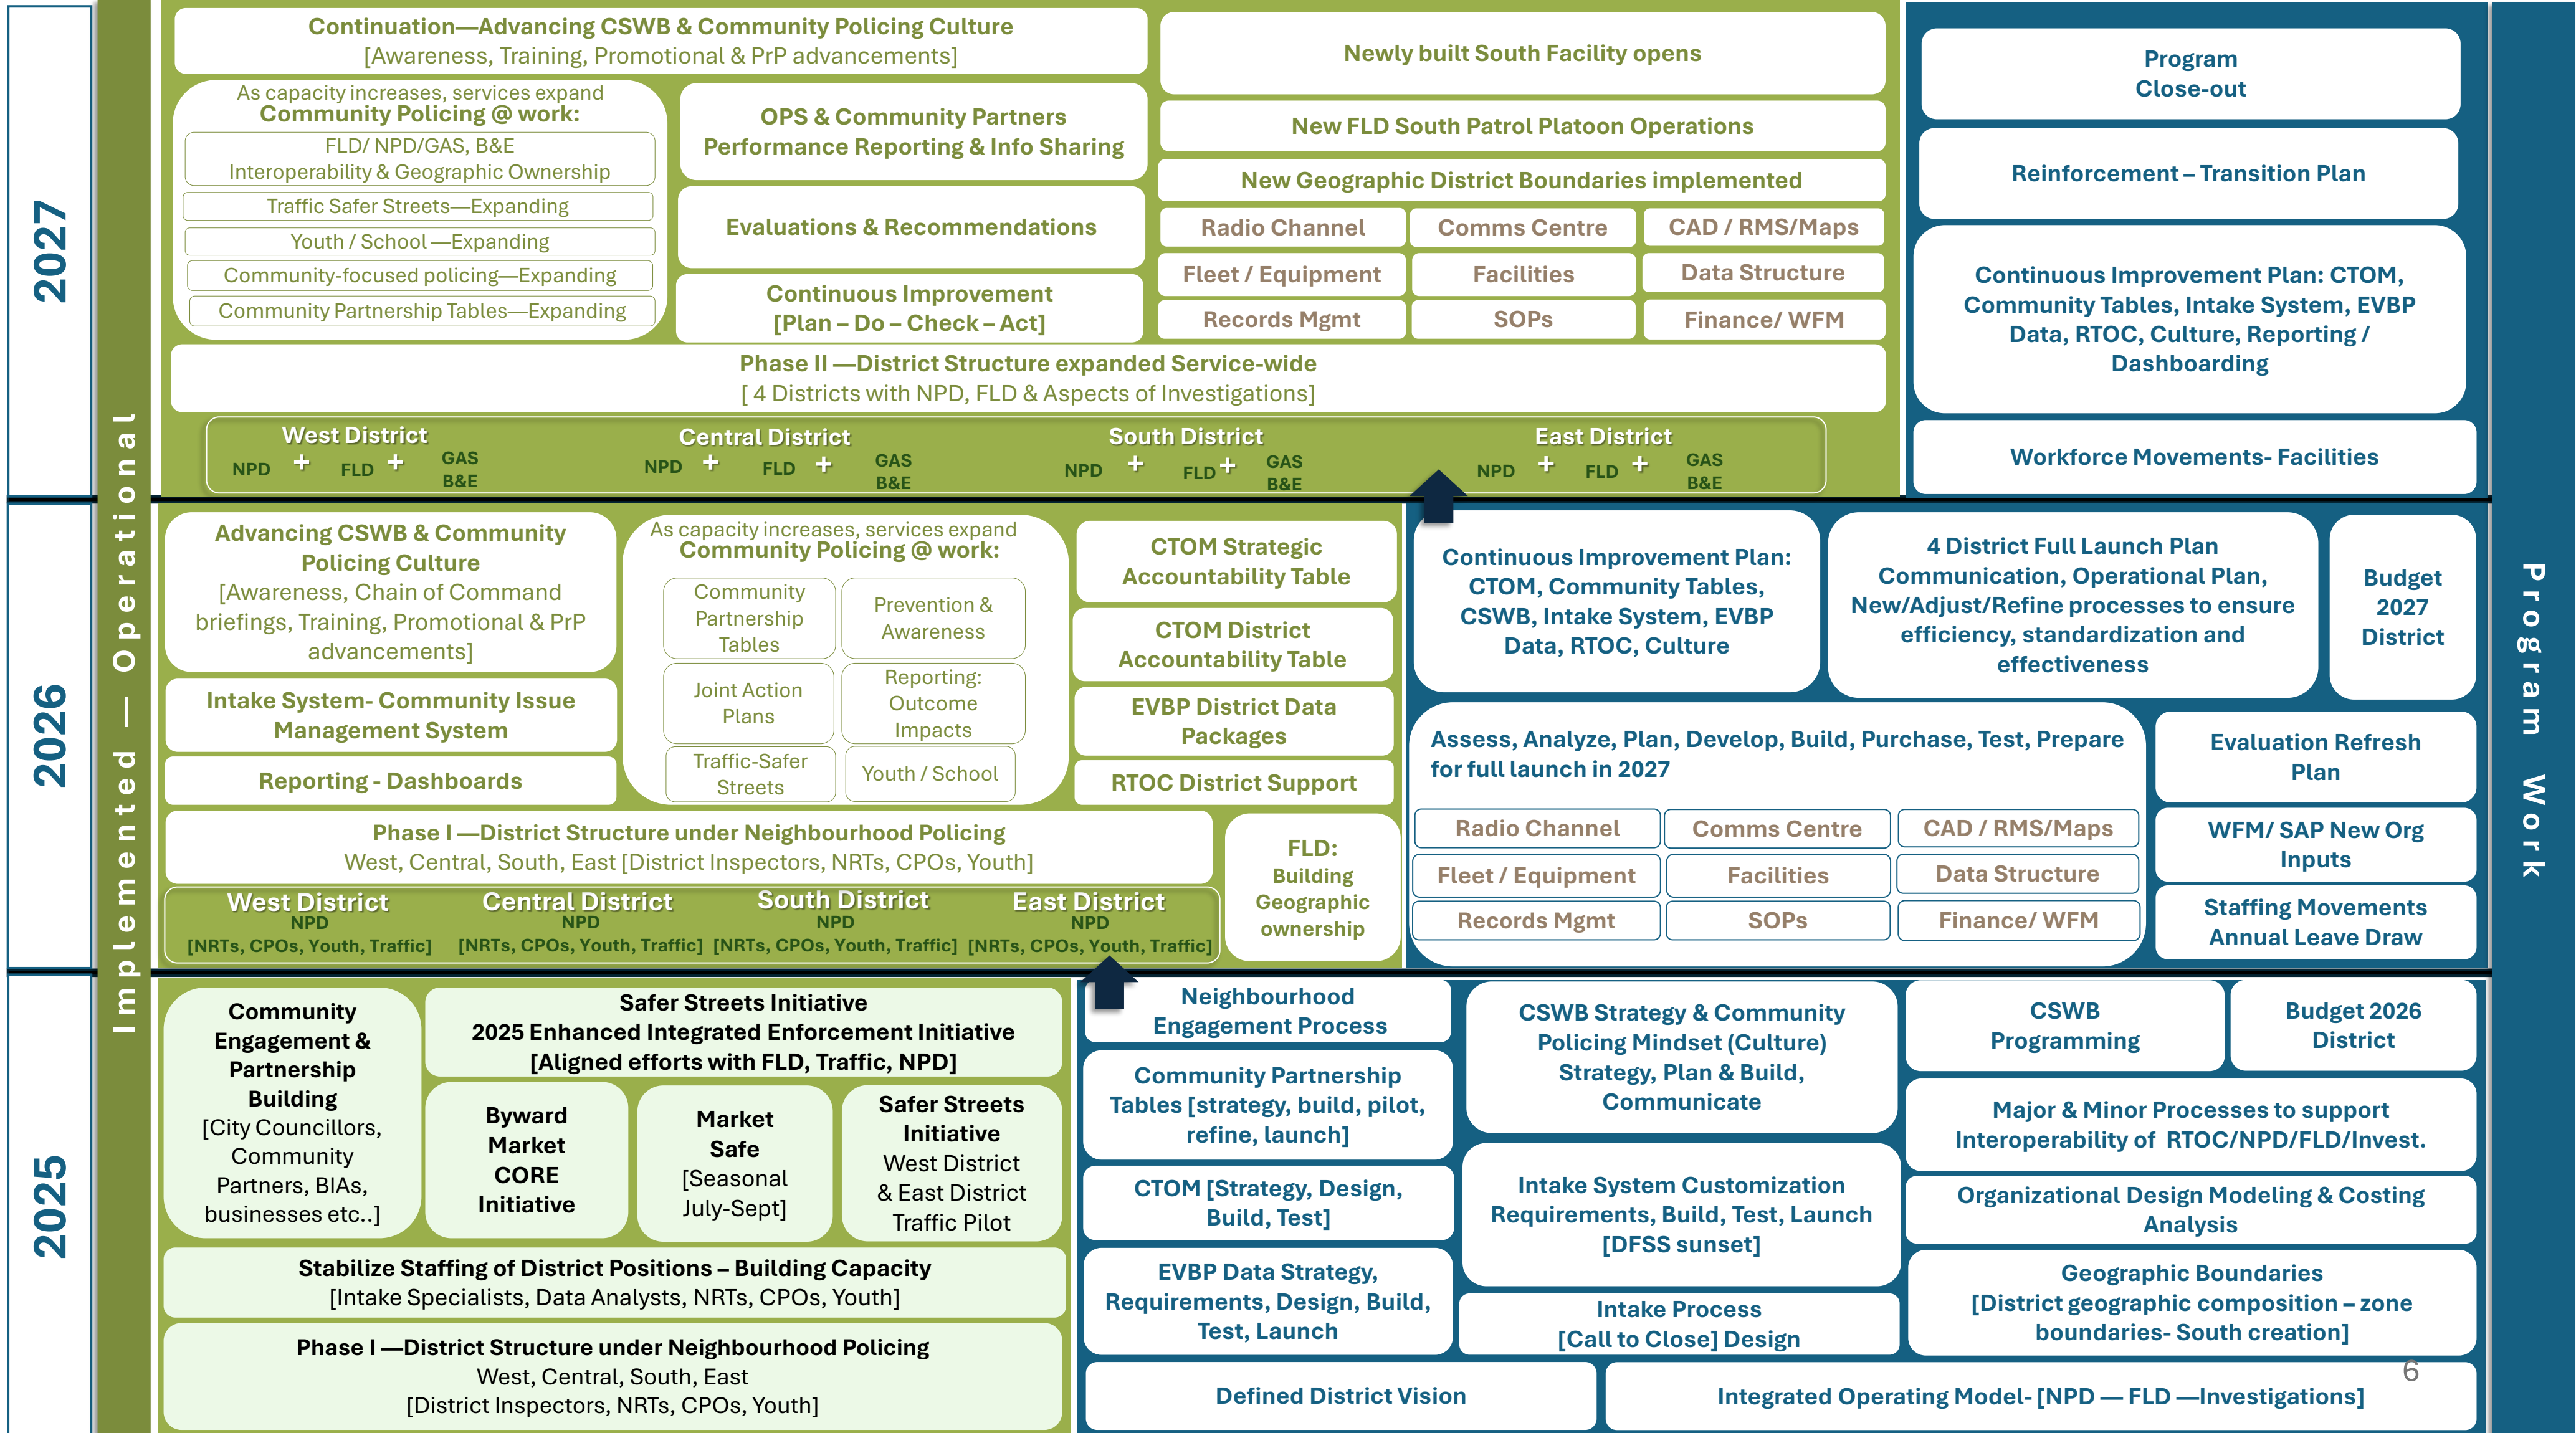 2027
Implemented — Operational
Continuation—Advancing CSWB & Community Policing Culture
[Awareness, Training, Promotional & PrP advancements]
As capacity increases, services expand
Community Policing @ work:
FLD/ NPD/GAS, B&E
Interoperability & Geographic Ownership
Traffic Safer Streets—Expanding
Youth / School —Expanding
Community-focused policing—Expanding
Community Partnership Tables—Expanding
OPS & Community Partners
Performance Reporting & Info Sharing
Evaluations & Recommendations
Continuous Improvement
[Plan – Do – Check – Act]
Newly built South Facility opens
New FLD South Patrol Platoon Operations
New Geographic District Boundaries implemented
Radio Channel
Comms Centre
CAD / RMS/Maps
Fleet / Equipment
Facilities
Data Structure
Records Mgmt
SOPs
Finance/ WFM
Phase II —District Structure expanded Service-wide
[ 4 Districts with NPD, FLD & Aspects of Investigations]
West District
NPD + FLD + GAS
B&E
Central District
NPD + FLD + GAS
B&E
South District
NPD + FLD + GAS
B&E
East District
NPD + FLD + GAS
B&E
Program
Close-out
Reinforcement – Transition Plan
Continuous Improvement Plan: CTOM,
Community Tables, Intake System, EVBP
Data, RTOC, Culture, Reporting /
Dashboarding
Workforce Movements- Facilities
Program Work
2026
Advancing CSWB & Community
Policing Culture
[Awareness, Chain of Command
briefings, Training, Promotional & PrP
advancements]
Intake System- Community Issue
Management System
Reporting - Dashboards
As capacity increases, services expand
Community Policing @ work:
Community
Partnership
Tables
Prevention &
Awareness
Joint Action
Plans
Reporting:
Outcome
Impacts
Traffic-Safer
Streets
Youth / School
CTOM Strategic
Accountability Table
CTOM District
Accountability Table
EVBP District Data
Packages
RTOC District Support
Phase I —District Structure under Neighbourhood Policing
West, Central, South, East [District Inspectors, NRTs, CPOs, Youth]
West District
NPD
[NRTs, CPOs, Youth, Traffic]
Central District
NPD
[NRTs, CPOs, Youth, Traffic]
South District
NPD
[NRTs, CPOs, Youth, Traffic]
East District
NPD
[NRTs, CPOs, Youth, Traffic]
FLD:
Building
Geographic
ownership
Continuous Improvement Plan:
CTOM, Community Tables,
CSWB, Intake System, EVBP
Data, RTOC, Culture
4 District Full Launch Plan
Communication, Operational Plan,
New/Adjust/Refine processes to ensure
efficiency, standardization and
effectiveness
Budget
2027
District
Assess, Analyze, Plan, Develop, Build, Purchase, Test, Prepare
for full launch in 2027
Radio Channel
Comms Centre
CAD / RMS/Maps
Fleet / Equipment
Facilities
Data Structure
Records Mgmt
SOPs
Finance/ WFM
Evaluation Refresh
Plan
WFM/ SAP New Org
Inputs
Staffing Movements
Annual Leave Draw
2025
Community
Engagement &
Partnership
Building
[City Councillors,
Community
Partners, BIAs,
businesses etc..]
Safer Streets Initiative
2025 Enhanced Integrated Enforcement Initiative
[Aligned efforts with FLD, Traffic, NPD]
Byward
Market
CORE
Initiative
Market
Safe
[Seasonal
July-Sept]
Safer Streets
Initiative
West District
& East District
Traffic Pilot
Stabilize Staffing of District Positions – Building Capacity
[Intake Specialists, Data Analysts, NRTs, CPOs, Youth]
Phase I —District Structure under Neighbourhood Policing
West, Central, South, East
[District Inspectors, NRTs, CPOs, Youth]
Neighbourhood
Engagement Process
Community Partnership
Tables [strategy, build, pilot,
refine, launch]
CTOM [Strategy, Design,
Build, Test]
EVBP Data Strategy,
Requirements, Design, Build,
Test, Launch
CSWB Strategy & Community
Policing Mindset (Culture)
Strategy, Plan & Build,
Communicate
Intake System Customization
Requirements, Build, Test, Launch
[DFSS sunset]
Intake Process
[Call to Close] Design
CSWB
Programming
Budget 2026
District
Major & Minor Processes to support
Interoperability of RTOC/NPD/FLD/Invest.
Organizational Design Modeling & Costing
Analysis
Geographic Boundaries
[District geographic composition – zone
boundaries- South creation]
Defined District Vision
Integrated Operating Model- [NPD — FLD —Investigations]
6